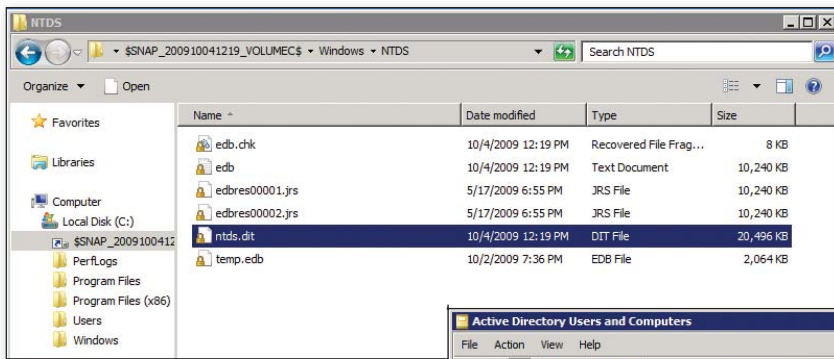 NTDS
$SNAP_200910041219_VOLUMEC$ Windows NTDS Search NTDS
Organize Open
Favorites
Libraries
Computer
Local Disk (C:)
$SNAP_2009100412
PerfLogs
Program Files
Program Files (x86)
Users
Windows
Name Date modified Type Size
edb.chk 10/4/2009 12:19 PM Recovered File Frag... 8 KB
edb 10/4/2009 12:19 PM Text Document 10,240 KB
edbres00001.jrs 5/17/2009 6:55 PM JRS File 10,240 KB
edbres00002.jrs 5/17/2009 6:55 PM JRS File 10,240 KB
ntds.dit 10/4/2009 12:19 PM DIT File 20,496 KB
temp.edb 10/2/2009 7:36 PM EDB File 2,064 KB
Active Directory Users and Computers
File Action View Help